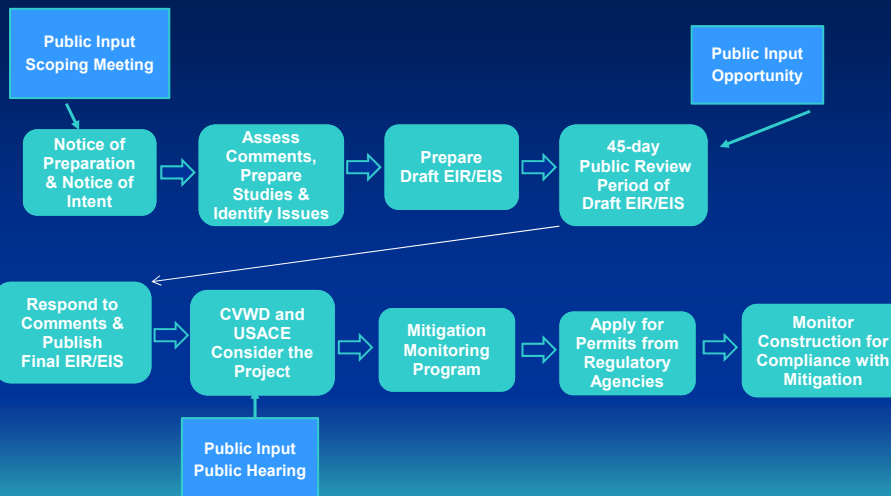 Public Input
Scoping Meeting
Public Input
Opportunity
Notice of
Preparation
& Notice of
Intent
Assess
Comments,
Prepare
Studies &
Identify Issues
Prepare
Draft EIR/EIS
45-day
Public Review
Period of
Draft EIR/EIS
Respond to
Comments &
Publish
Final EIR/EIS
CVWD and
USACE
Consider the
Project
Mitigation
Monitoring
Program
Apply for
Permits from
Regulatory
Agencies
Monitor
Construction for
Compliance with
Mitigation
Public Input
Public Hearing